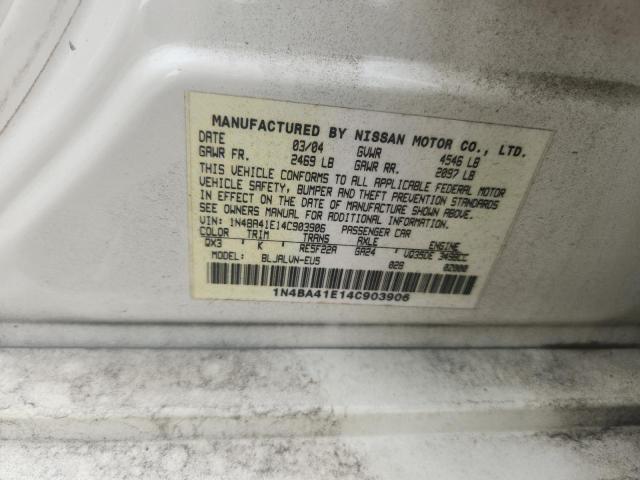 MANUFACTURED BY NISSAN MOTOR CO., LTD.
DATE 03/04 GVWR 4546 LB
GAWR FR. 2469 LB GAWR RR. 2097 LB
THIS VEHICLE CONFORMS TO ALL APPLICABLE FEDERAL MOTOR
VEHICLE SAFETY, BUMPER AND THEFT PREVENTION STANDARDS
IN EFFECT ON THE DATE OF MANUFACTURE SHOWN ABOVE.
SEE OWNERS MANUAL FOR ADDITIONAL INFORMATION.
VIN: 1N4BA41E14C903906 PASSENGER CAR
COLOR TRIM TRANS AXLE ENGINE
QX3 K RE5F22A GA24 VQ35DE 3498CC
MODEL: BLJALVN-EU5 028 02000
1N4BA41E14C903906